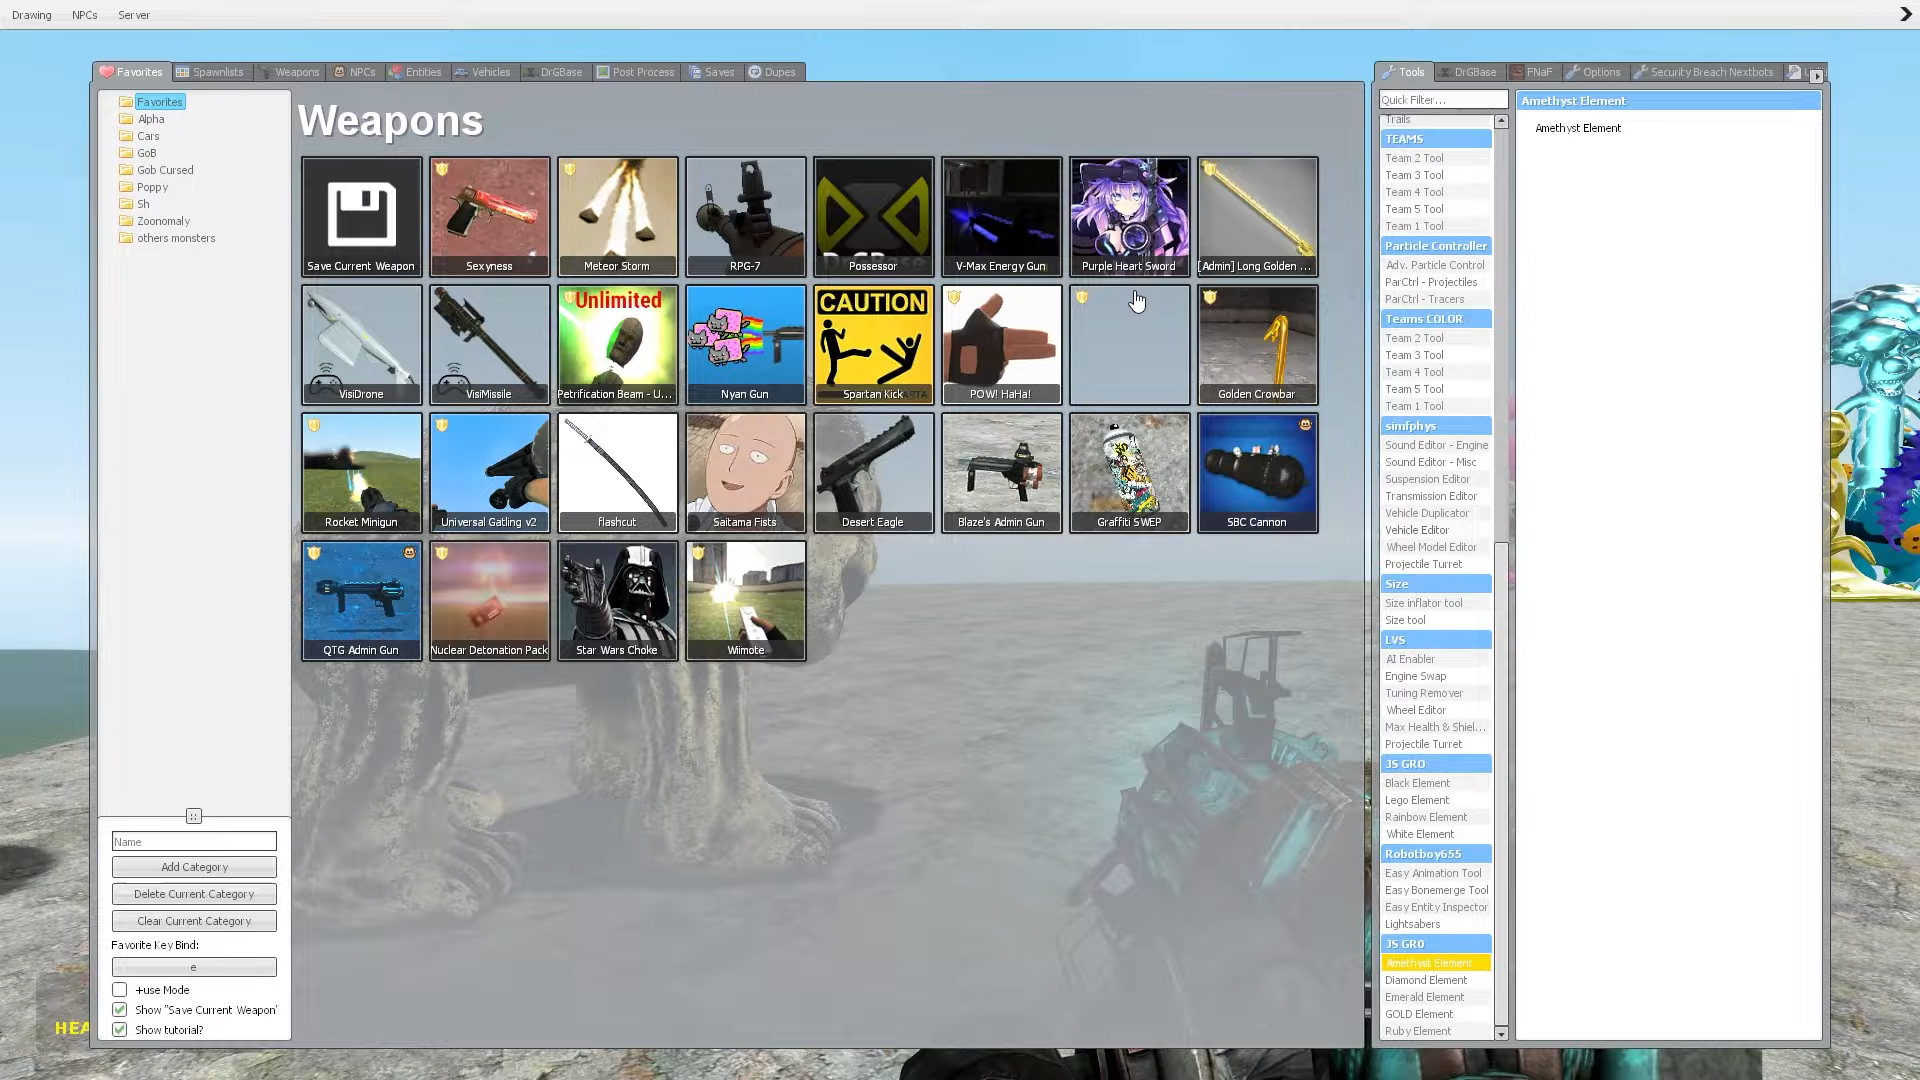 Drawing NPCs Server
Favorites Spawnlists Weapons NPCs Entities Vehicles DrGBase Post Process Saves Dupes
Favorites
Alpha
Cars
GoB
Gob Cursed
Poppy
Sh
Zoonomaly
others monsters
Name
Add Category
Delete Current Category
Clear Current Category
Favorite Key Bind:
e
+use Mode
Show "Save Current Weapon"
Show tutorial?
HEA
Weapons
Save Current Weapon
Sexyness
Meteor Storm
RPG-7
Possessor
V-Max Energy Gun
Purple Heart Sword
[Admin] Long Golden ...
VisiDrone
VisiMissile
Unlimited
Petrification Beam - U...
Nyan Gun
CAUTION
Spartan Kick
POW! HaHa!
Golden Crowbar
Rocket Minigun
Universal Gatling v2
flashcut
Saitama Fists
Desert Eagle
Blaze's Admin Gun
Graffiti SWEP
SBC Cannon
QTG Admin Gun
Nuclear Detonation Pack
Star Wars Choke
Wiimote
Tools DrGBase FNaF Options Security Breach Nextbots
Quick Filter...
Trails
TEAMS
Team 2 Tool
Team 3 Tool
Team 4 Tool
Team 5 Tool
Team 1 Tool
Particle Controller
Adv. Particle Control
ParCtrl - Projectiles
ParCtrl - Tracers
Teams COLOR
Team 2 Tool
Team 3 Tool
Team 4 Tool
Team 5 Tool
Team 1 Tool
simfphys
Sound Editor - Engine
Sound Editor - Misc
Suspension Editor
Transmission Editor
Vehicle Duplicator
Vehicle Editor
Wheel Model Editor
Projectile Turret
Size
Size inflator tool
Size tool
LVS
AI Enabler
Engine Swap
Tuning Remover
Wheel Editor
Max Health & Shiel...
Projectile Turret
JS GRO
Black Element
Lego Element
Rainbow Element
White Element
Robotboy655
Easy Animation Tool
Easy Bonemerge Tool
Easy Entity Inspector
Lightsabers
JS GRO
Amethyst Element
Diamond Element
Emerald Element
GOLD Element
Ruby Element
Amethyst Element
Amethyst Element